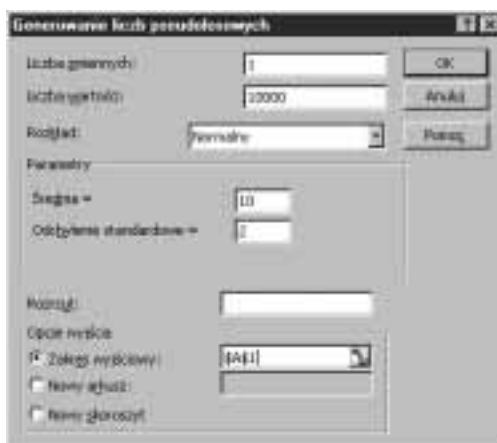 Generowanie liczb pseudolosowych
Liczba zmiennych: 1 OK
Liczba wartości: 10000 Anuluj
Rozkład: Normalny Pomoc
Parametry
Średnia = 10
Odchylenie standardowe = 2
Rozrzut:
Opcje wyjścia
Zakres wyjściowy: $A$1
Nowy arkusz
Nowy skoroszyt